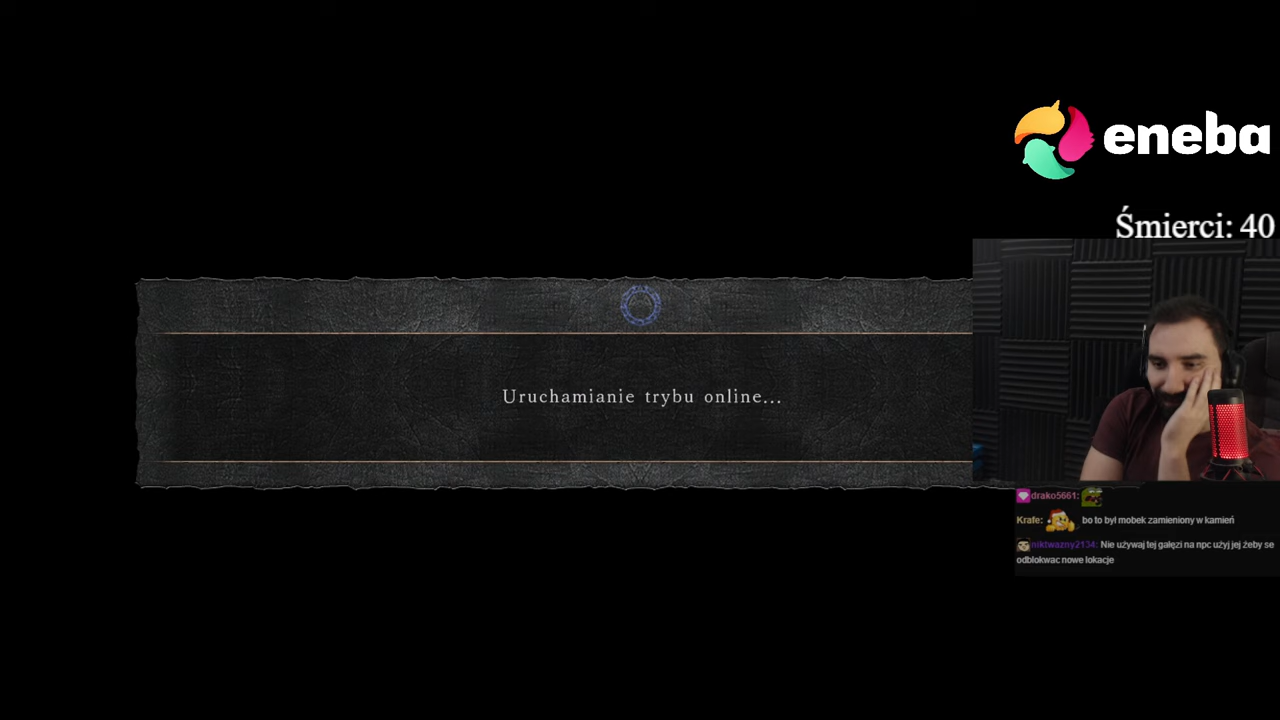 eneba
Śmierci: 40
Uruchamianie trybu online...
drako5661:
Krafe: bo to był mobek zamieniony w kamień
niktwazny2134: Nie używaj tej gałęzi na npc użyj jej żeby se
odblokwac nowe lokacje